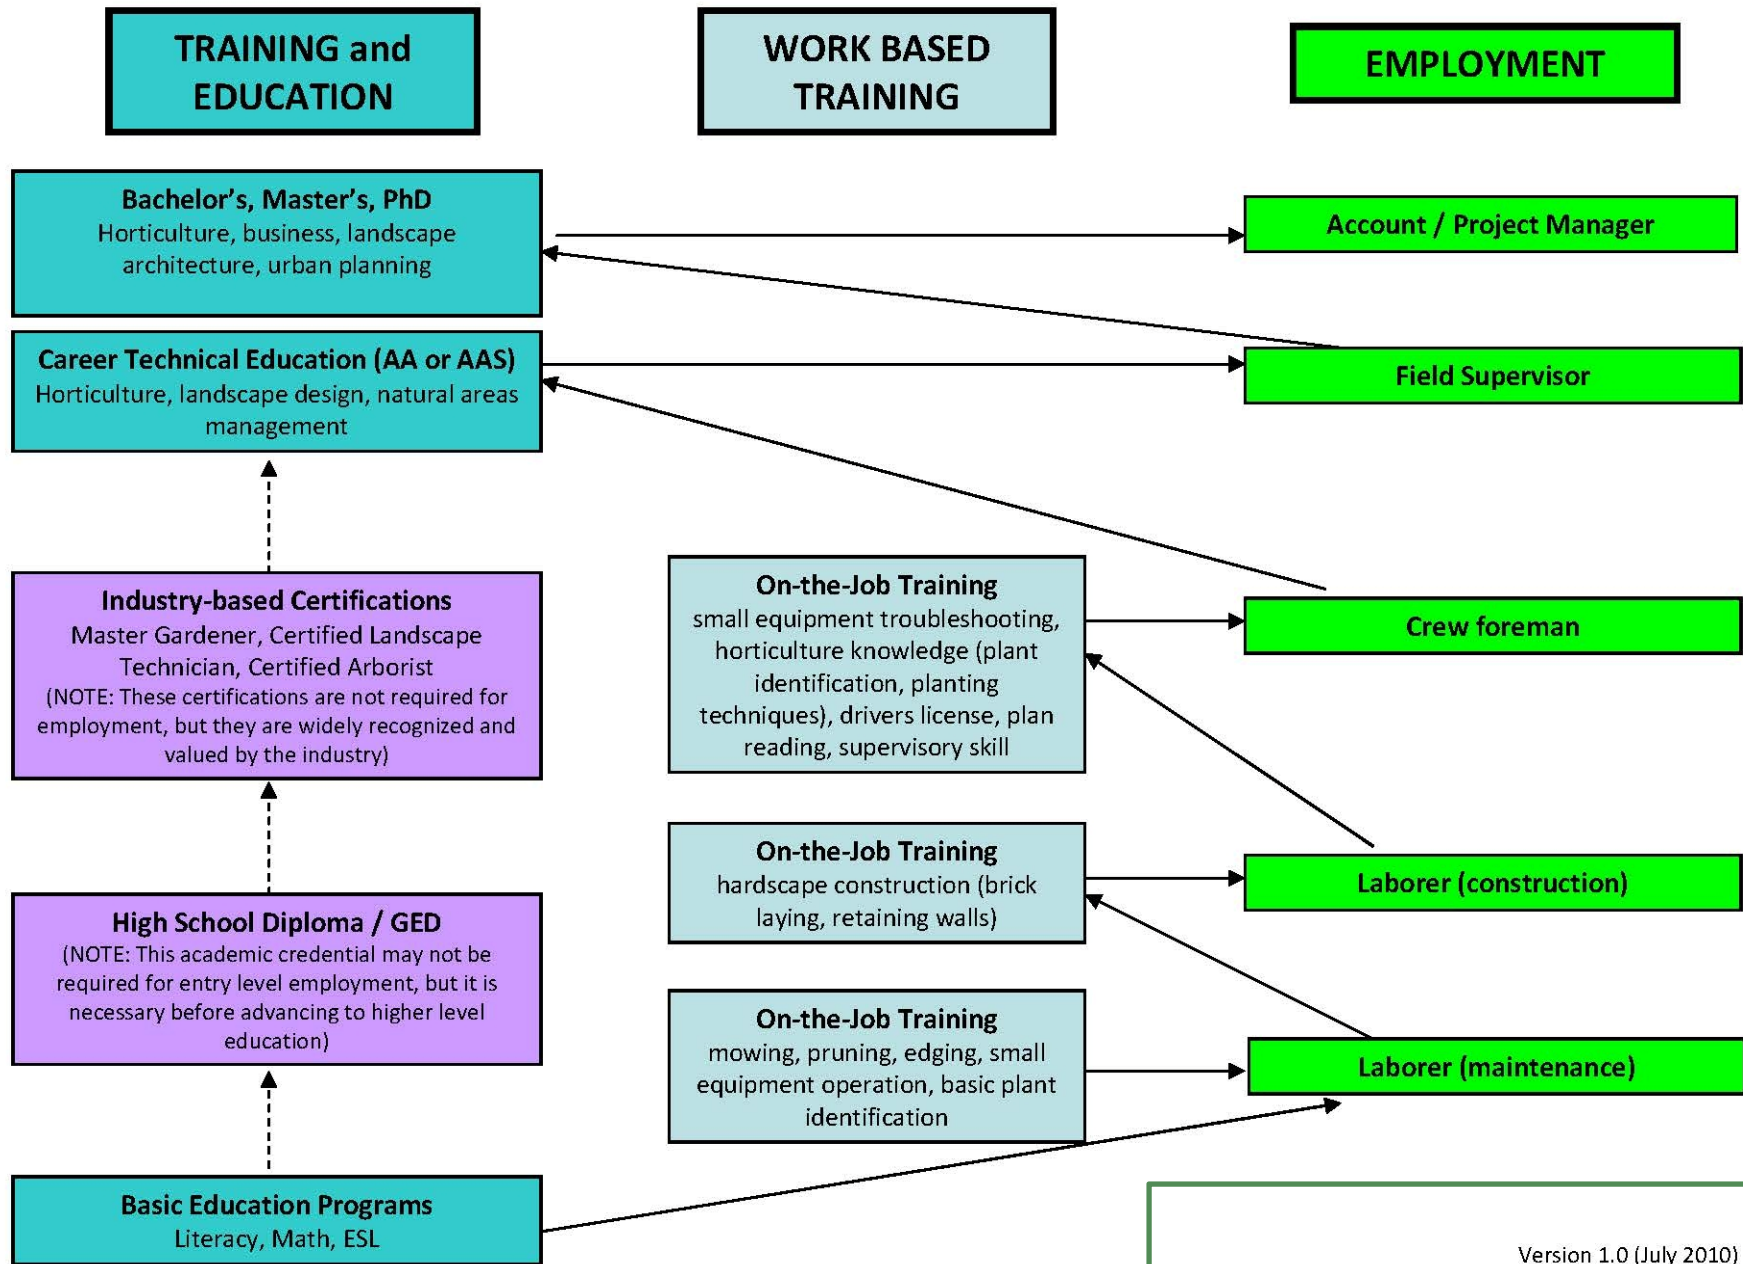 TRAINING and
EDUCATION
WORK BASED
TRAINING
EMPLOYMENT
Bachelor's, Master's, PhD
Horticulture, business, landscape
architecture, urban planning
Account / Project Manager
Career Technical Education (AA or AAS)
Horticulture, landscape design, natural areas
management
Field Supervisor
Industry-based Certifications
Master Gardener, Certified Landscape
Technician, Certified Arborist
(NOTE: These certifications are not required for
employment, but they are widely recognized and
valued by the industry)
On-the-Job Training
small equipment troubleshooting,
horticulture knowledge (plant
identification, planting
techniques), drivers license, plan
reading, supervisory skill
Crew foreman
On-the-Job Training
hardscape construction (brick
laying, retaining walls)
Laborer (construction)
High School Diploma / GED
(NOTE: This academic credential may not be
required for entry level employment, but it is
necessary before advancing to higher level
education)
On-the-Job Training
mowing, pruning, edging, small
equipment operation, basic plant
identification
Laborer (maintenance)
Basic Education Programs
Literacy, Math, ESL
Version 1.0 (July 2010)